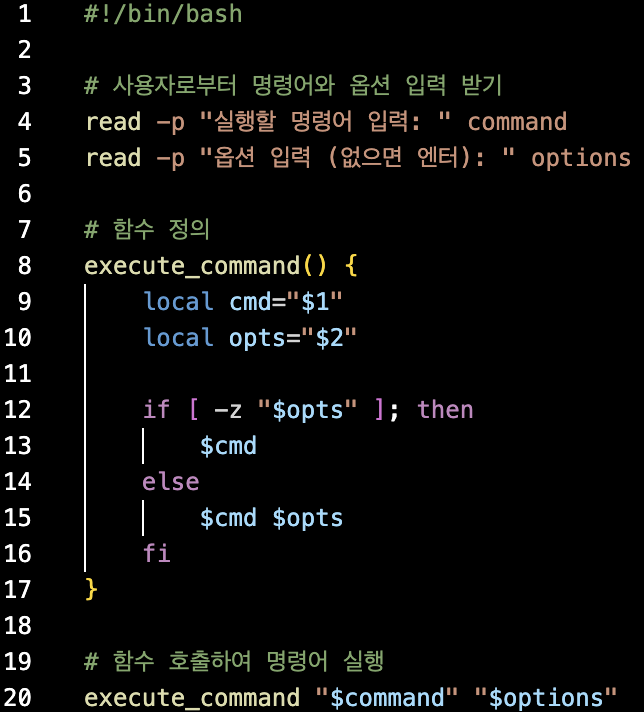 1 #!/bin/bash
2
3 # 사용자로부터 명령어와 옵션 입력 받기
4 read -p "실행할 명령어 입력: " command
5 read -p "옵션 입력 (없으면 엔터): " options
6
7 # 함수 정의
8 execute_command() {
9     local cmd="$1"
10     local opts="$2"
11
12     if [ -z "$opts" ]; then
13         $cmd
14     else
15         $cmd $opts
16     fi
17 }
18
19 # 함수 호출하여 명령어 실행
20 execute_command "$command" "$options"